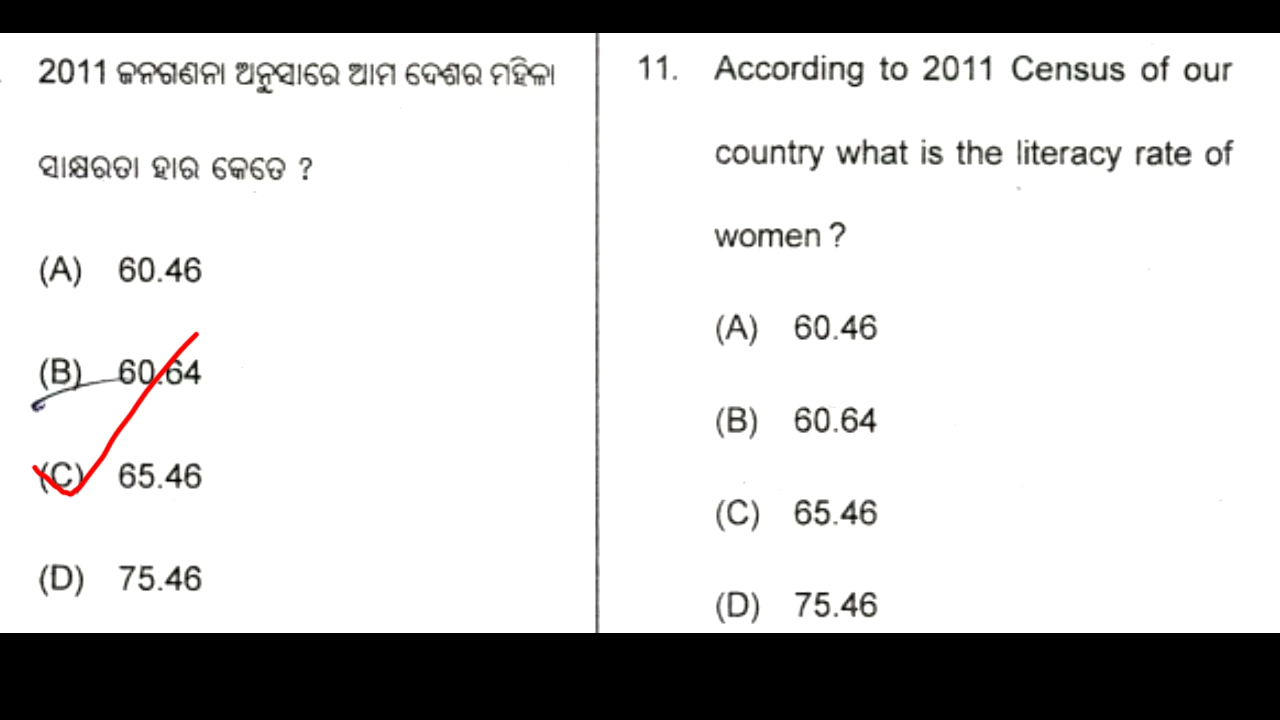 2011 ଜନଗଣନା ଅନୁସାରେ ଆମ ଦେଶର ମହିଳା
ସାକ୍ଷରତା ହାର କେତେ ?
(A) 60.46
(B) 60.64
(C) 65.46
(D) 75.46
11. According to 2011 Census of our
country what is the literacy rate of
women ?
(A) 60.46
(B) 60.64
(C) 65.46
(D) 75.46